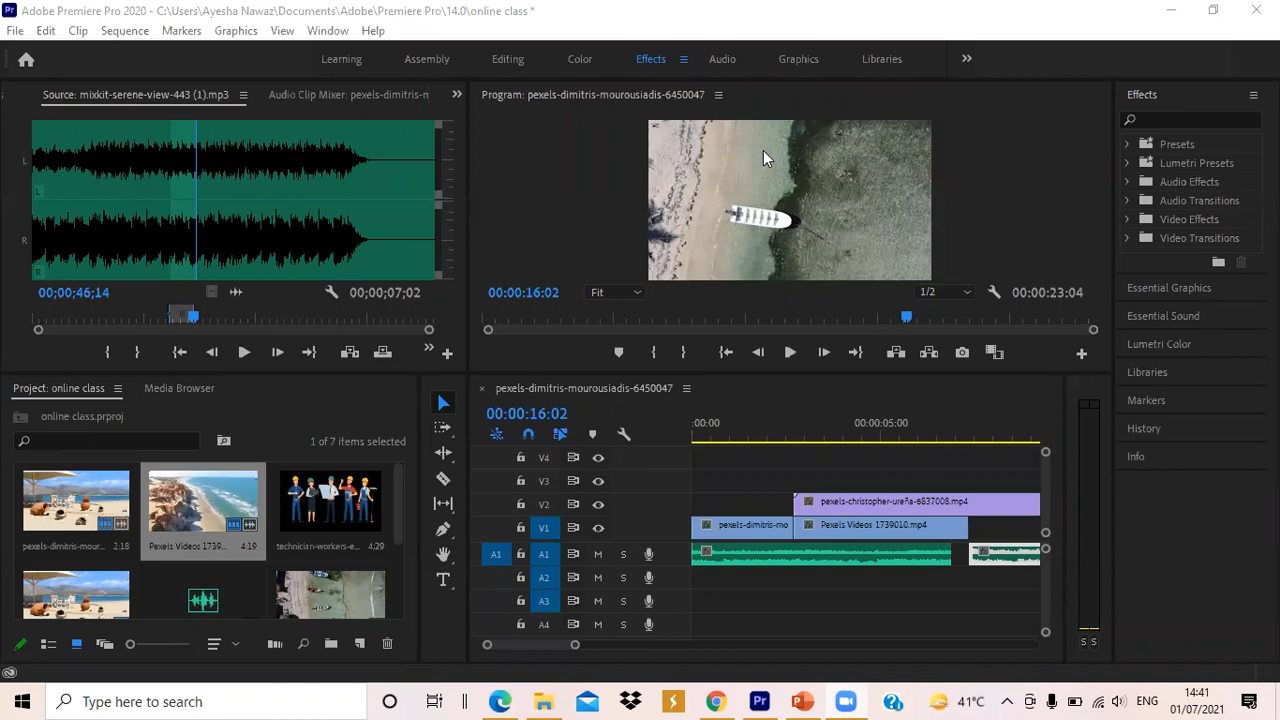 Pr Adobe Premiere Pro 2020 - C:\Users\Ayesha Nawaz\Documents\Adobe\Premiere Pro\14.0\online class *
File Edit Clip Sequence Markers Graphics View Window Help
Learning Assembly Editing Color Effects Audio Graphics Libraries
Source: mixkit-serene-view-443 (1).mp3 Audio Clip Mixer: pexels-dimitris-m
Program: pexels-dimitris-mourousiadis-6450047
Effects
L
L
R
R
Presets
Lumetri Presets
Audio Effects
Audio Transitions
Video Effects
Video Transitions
Essential Graphics
Essential Sound
Lumetri Color
Libraries
Markers
History
Info
00;00;46;14 00;00;07;02
00:00:16:02 Fit 1/2 00:00:23:04
Project: online class Media Browser
online class.prproj
1 of 7 items selected
pexels-dimitris-mour... 2:18 Pexels Videos 1739... 4:19 technician-workers-e... 4;29
pexels-dimitris-mourousiadis-6450047
00:00:16:02
:00:00 00:00:05:00
V4
V3
V2 pexels-christopher-ureña-6837008.mp4
V1 pexels-dimitris-mo Pexels Videos 1739010.mp4
A1 A1 M S
A2 M S
A3 M S
A4 M S
S S
Type here to search
Pr 41°C ENG 14:41
01/07/2021